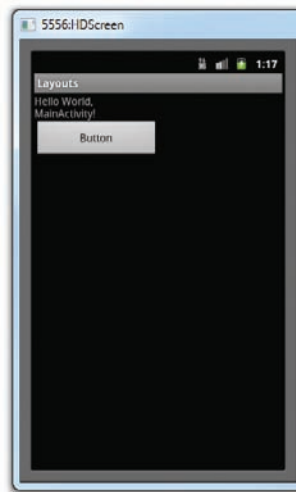 5556:HDScreen
1:17
Layouts
Hello World,
MainActivity!
Button